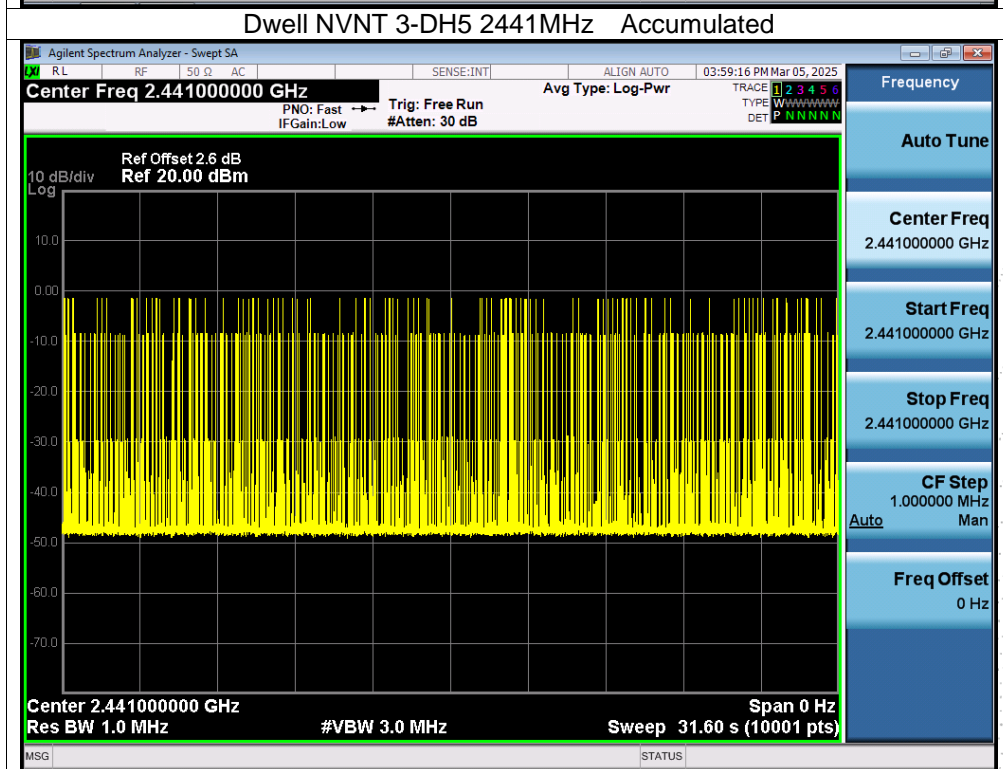 Dwell NVNT 3-DH5 2441MHz Accumulated
Agilent Spectrum Analyzer - Swept SA
LXI RL RF 50 Ω AC SENSE:INT ALIGN AUTO 03:59:16 PM Mar 05, 2025
Center Freq 2.441000000 GHz
PNO: Fast
IFGain:Low
Trig: Free Run
#Atten: 30 dB
Avg Type: Log-Pwr
TRACE 1 2 3 4 5 6
TYPE WWWWWWW
DET P N N N N N
Frequency
Auto Tune
Center Freq
2.441000000 GHz
Start Freq
2.441000000 GHz
Stop Freq
2.441000000 GHz
CF Step
1.000000 MHz
Auto Man
Freq Offset
0 Hz
Ref Offset 2.6 dB
10 dB/div Ref 20.00 dBm
Log
10.0
0.00
-10.0
-20.0
-30.0
-40.0
-50.0
-60.0
-70.0
Center 2.441000000 GHz Span 0 Hz
Res BW 1.0 MHz #VBW 3.0 MHz Sweep 31.60 s (10001 pts)
MSG STATUS